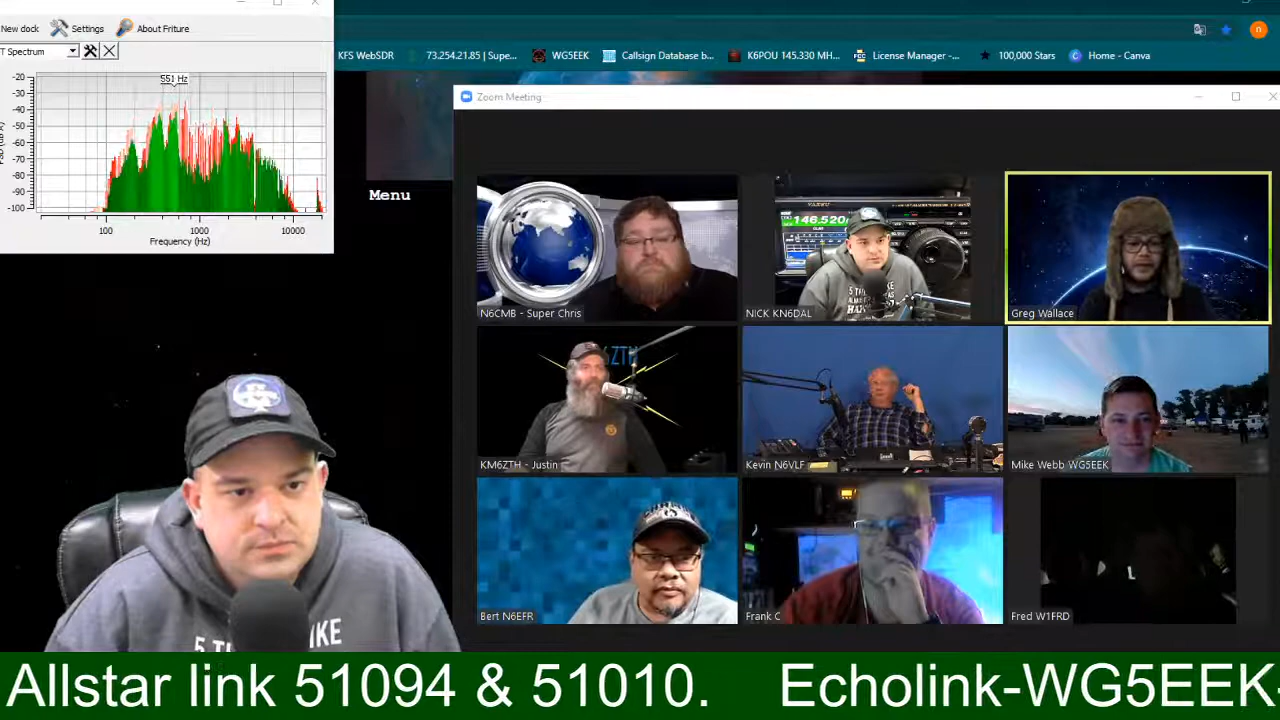 New dock
Settings
About Friture
T Spectrum
551 Hz
-20
-30
-40
-50
-60
-70
-80
-90
-100
100
1000
10000
Frequency (Hz)
KFS WebSDR
73.254.21.85 | Supe...
WG5EEK
Callsign Database b...
K6POU 145.330 MH...
FCC
License Manager -...
100,000 Stars
Home - Canva
n
Menu
Zoom Meeting
N6CMB - Super Chris
146.520
NICK KN6DAL
Greg Wallace
6ZTH
KM6ZTH - Justin
Kevin N6VLF
Mike Webb WG5EEK
Bert N6EFR
Frank C
Fred W1FRD
Allstar link 51094 & 51010. Echolink-WG5EEK-